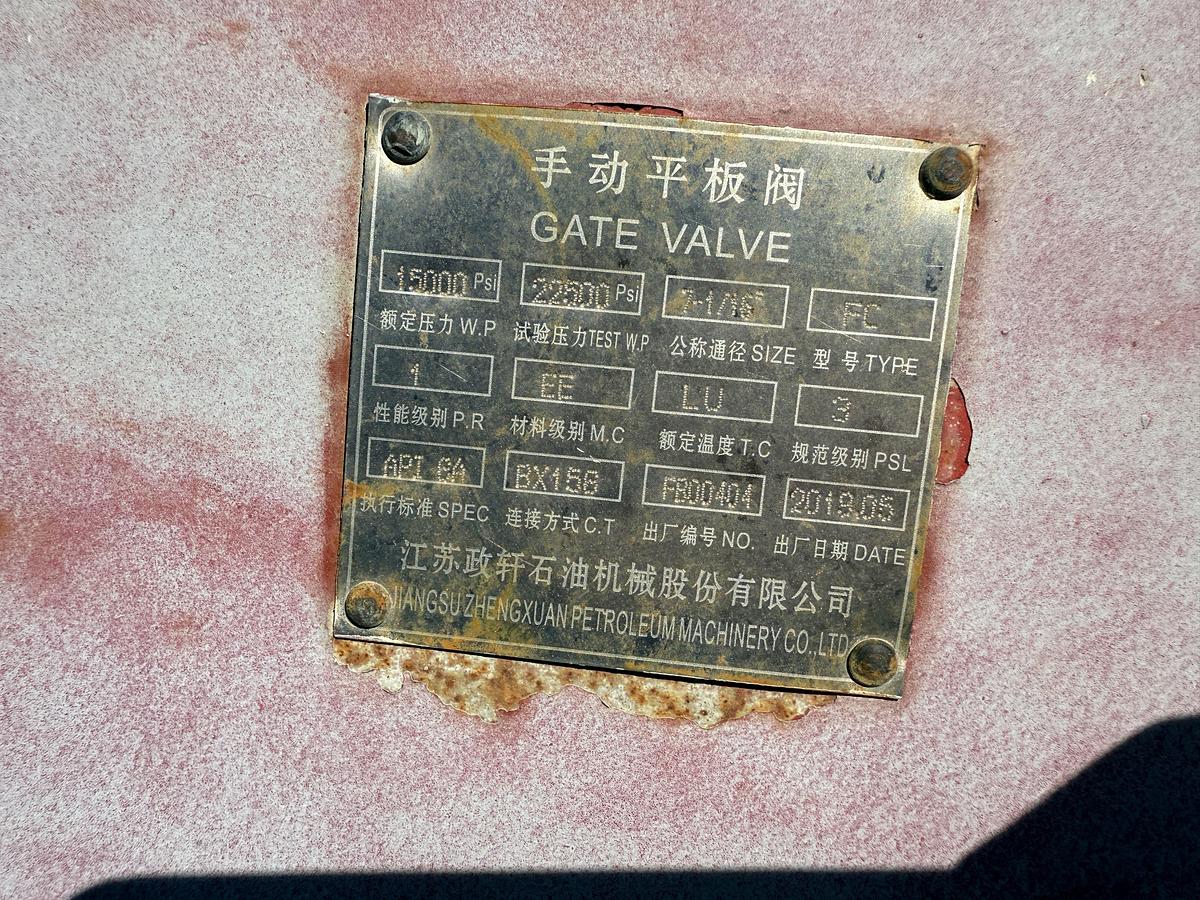 手动平板阀
GATE VALVE
15000 Psi 22500 Psi 7-1/16" FC
额定压力 W.P 试验压力 TEST W.P 公称通径 SIZE 型号 TYPE
1 EE LU 3
性能级别 P.R 材料级别 M.C 额定温度 T.C 规范级别 PSL
API 6A BX156 PB00404 2019.05
执行标准 SPEC 连接方式 C.T 出厂编号 NO. 出厂日期 DATE
江苏政轩石油机械股份有限公司
JIANGSU ZHENGXUAN PETROLEUM MACHINERY CO.,LTD